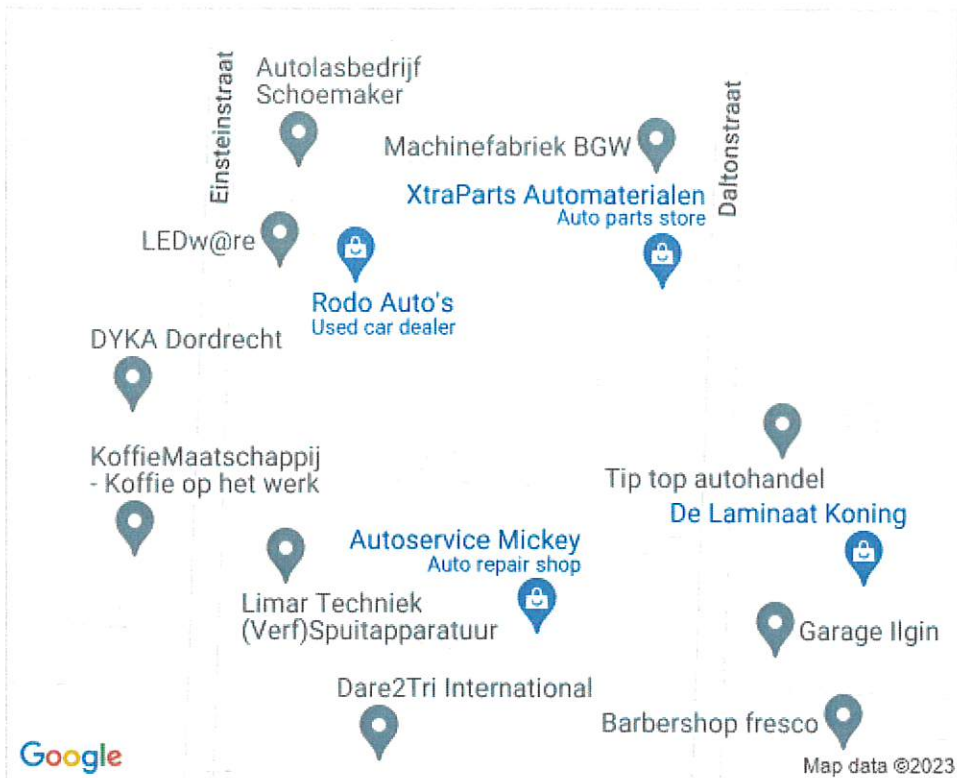 Einsteinstraat
Autolasbedrijf
Schoemaker
Machinefabriek BGW
Daltonstraat
XtraParts Automaterialen
Auto parts store
LEDw@re
Rodo Auto's
Used car dealer
DYKA Dordrecht
KoffieMaatschappij
- Koffie op het werk
Tip top autohandel
De Laminaat Koning
Autoservice Mickey
Auto repair shop
Limar Techniek
(Verf)Spuitapparatuur
Garage Ilgin
Dare2Tri International
Barbershop fresco
Google
Map data ©2023